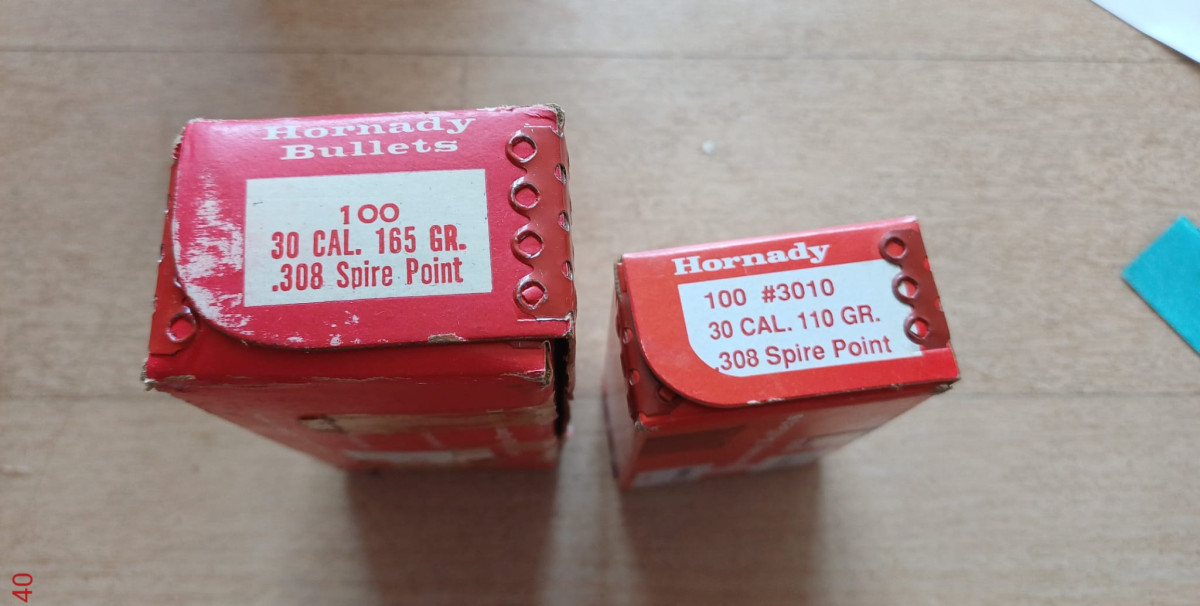 Hornady
Bullets
100
30 CAL. 165 GR.
.308 Spire Point
Hornady
100 #3010
30 CAL. 110 GR.
.308 Spire Point
40